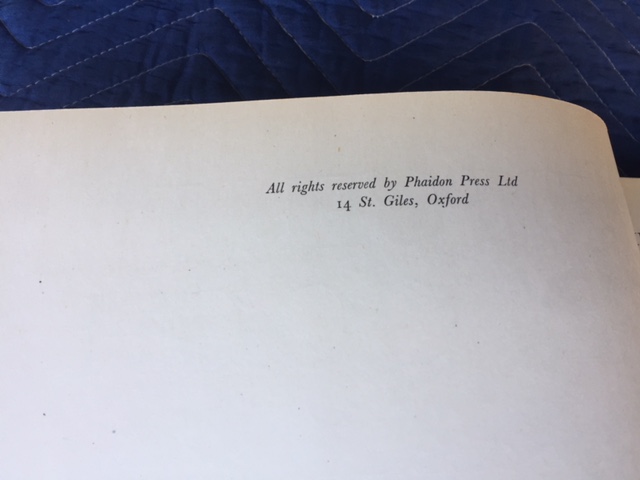 All rights reserved by Phaidon Press Ltd
14 St. Giles, Oxford